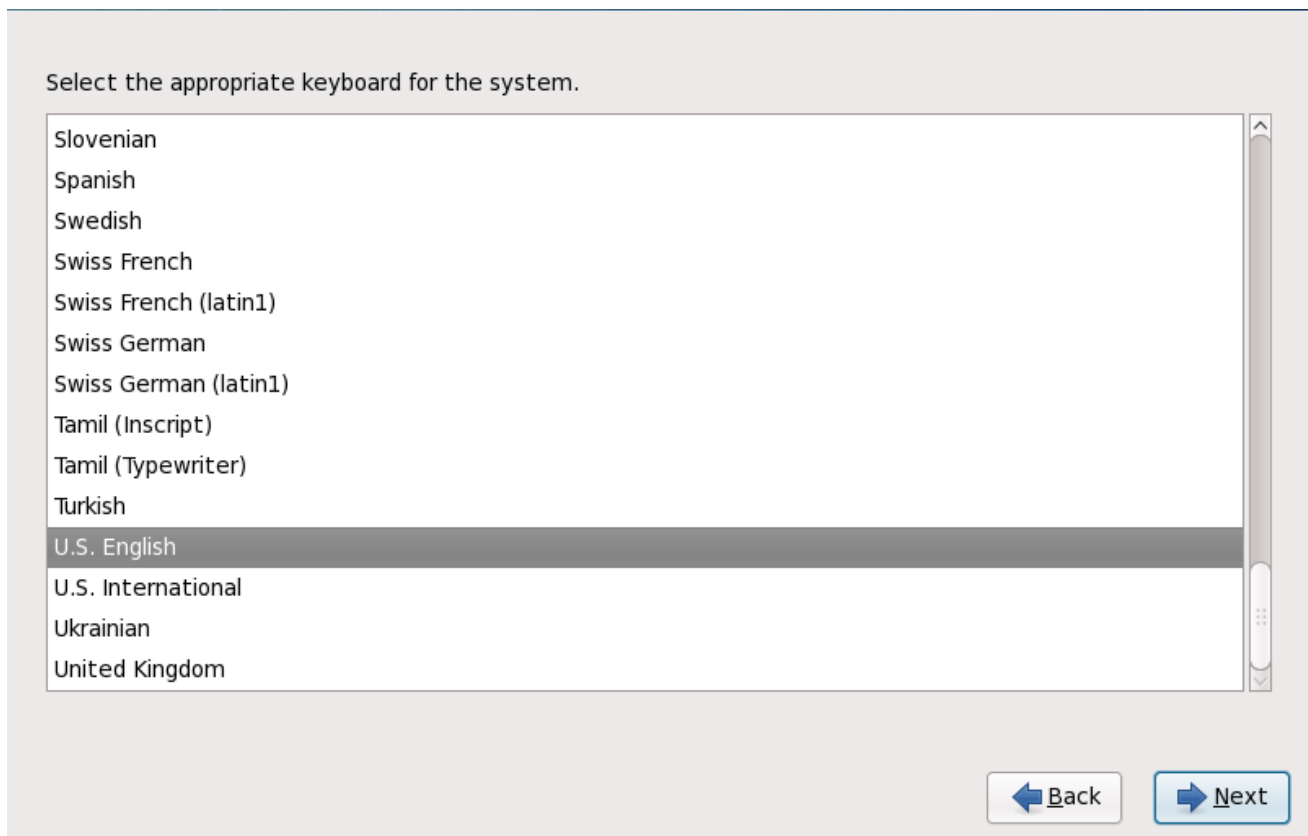 Select the appropriate keyboard for the system.
Slovenian
Spanish
Swedish
Swiss French
Swiss French (latin1)
Swiss German
Swiss German (latin1)
Tamil (Inscript)
Tamil (Typewriter)
Turkish
U.S. English
U.S. International
Ukrainian
United Kingdom
Back Next